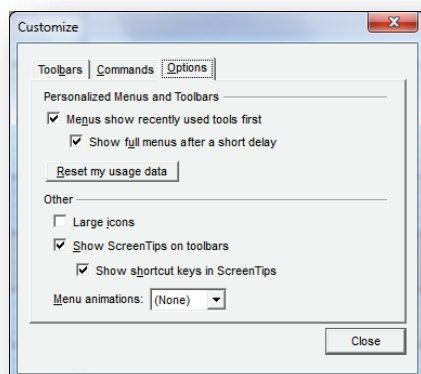 Customize
Toolbars Commands Options
Personalized Menus and Toolbars
Menus show recently used tools first
Show full menus after a short delay
Reset my usage data
Other
Large icons
Show ScreenTips on toolbars
Show shortcut keys in ScreenTips
Menu animations: (None)
Close